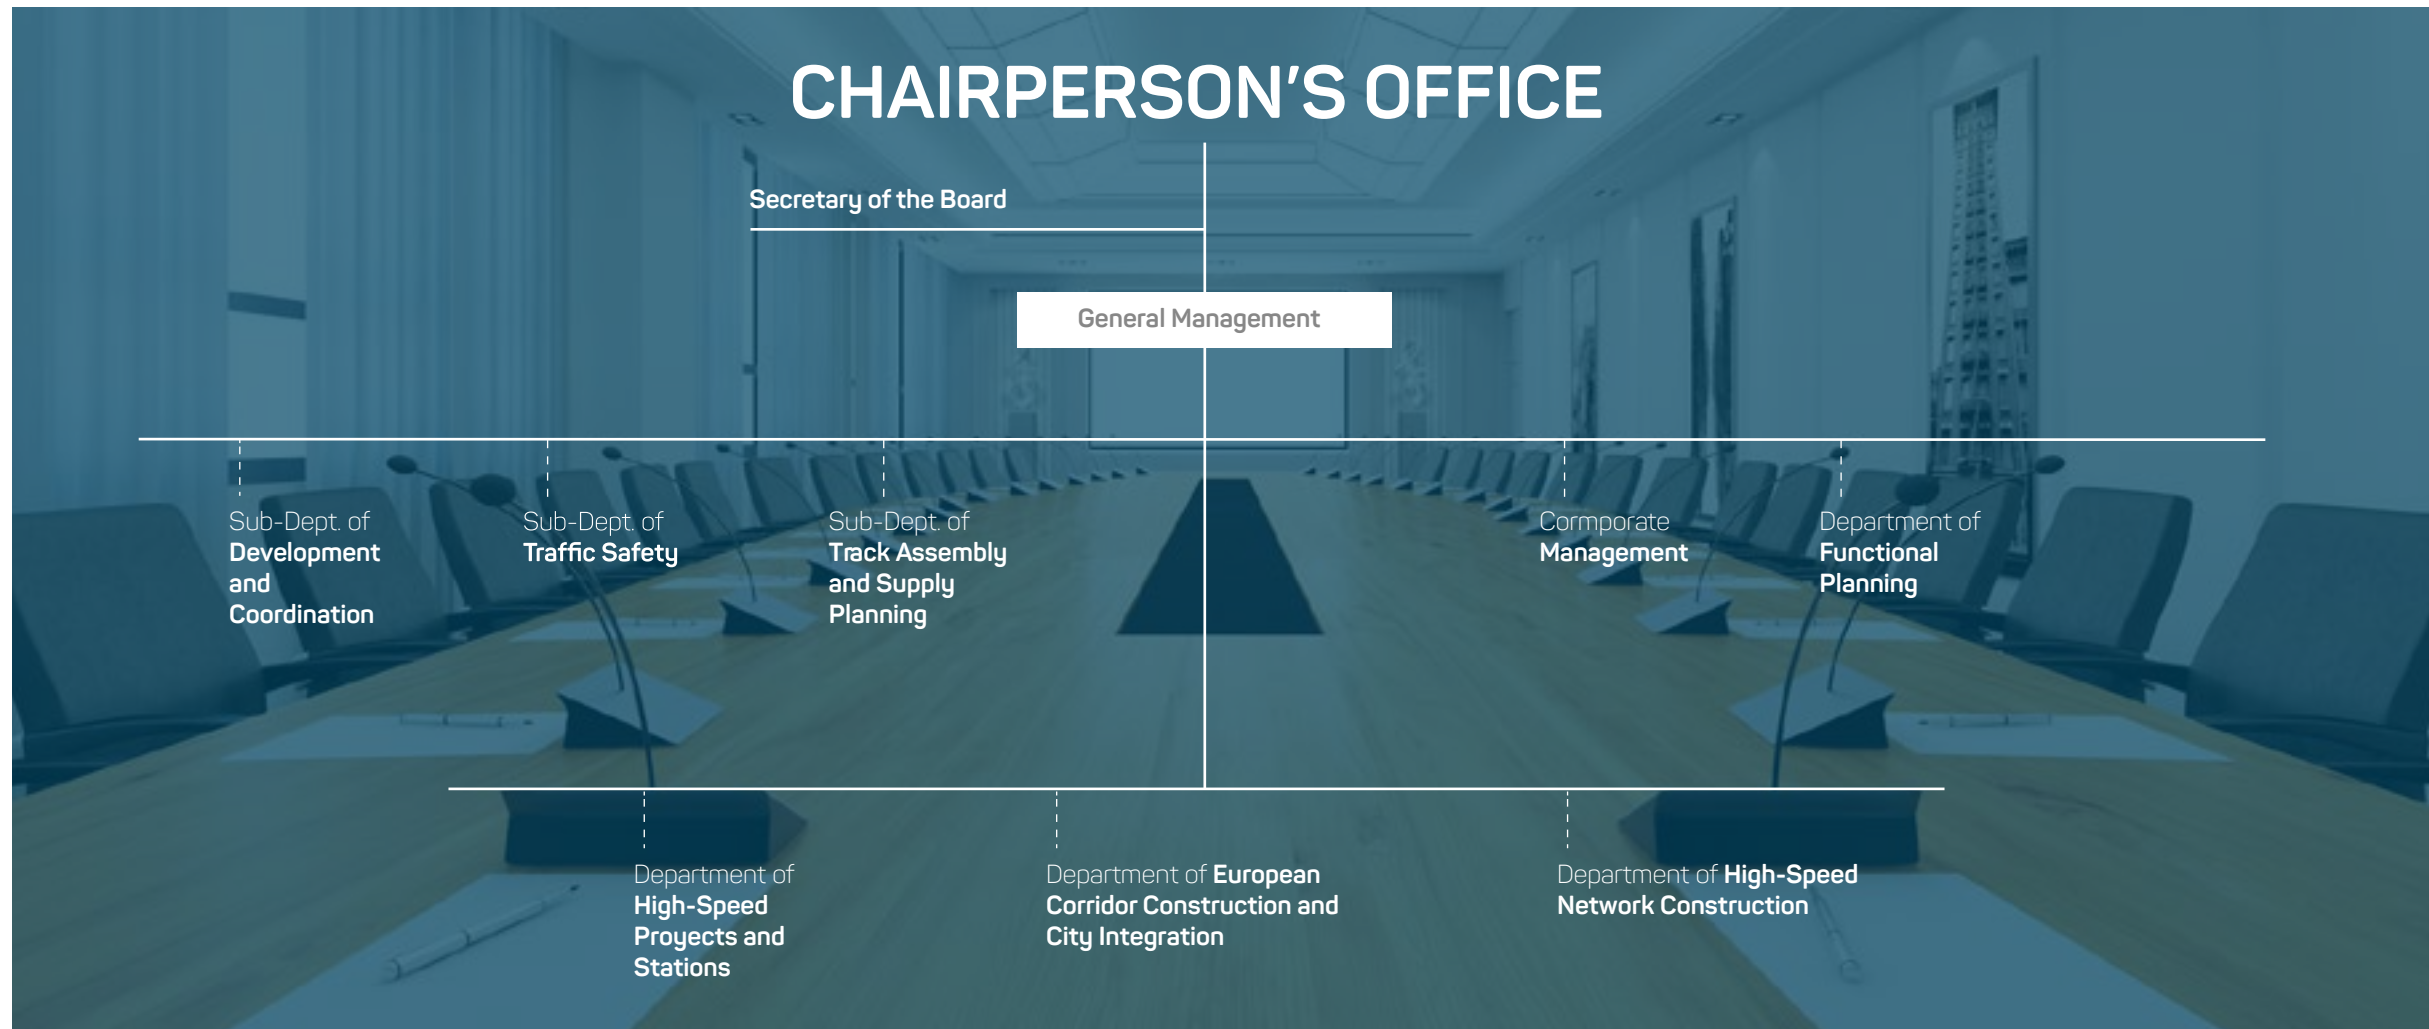 CHAIRPERSON'S OFFICE
Secretary of the Board
General Management
Sub-Dept. of
Development
and
Coordination
Sub-Dept. of
Traffic Safety
Sub-Dept. of
Track Assembly
and Supply
Planning
Cormporate
Management
Department of
Functional
Planning
Department of
High-Speed
Proyects and
Stations
Department of European
Corridor Construction and
City Integration
Department of High-Speed
Network Construction